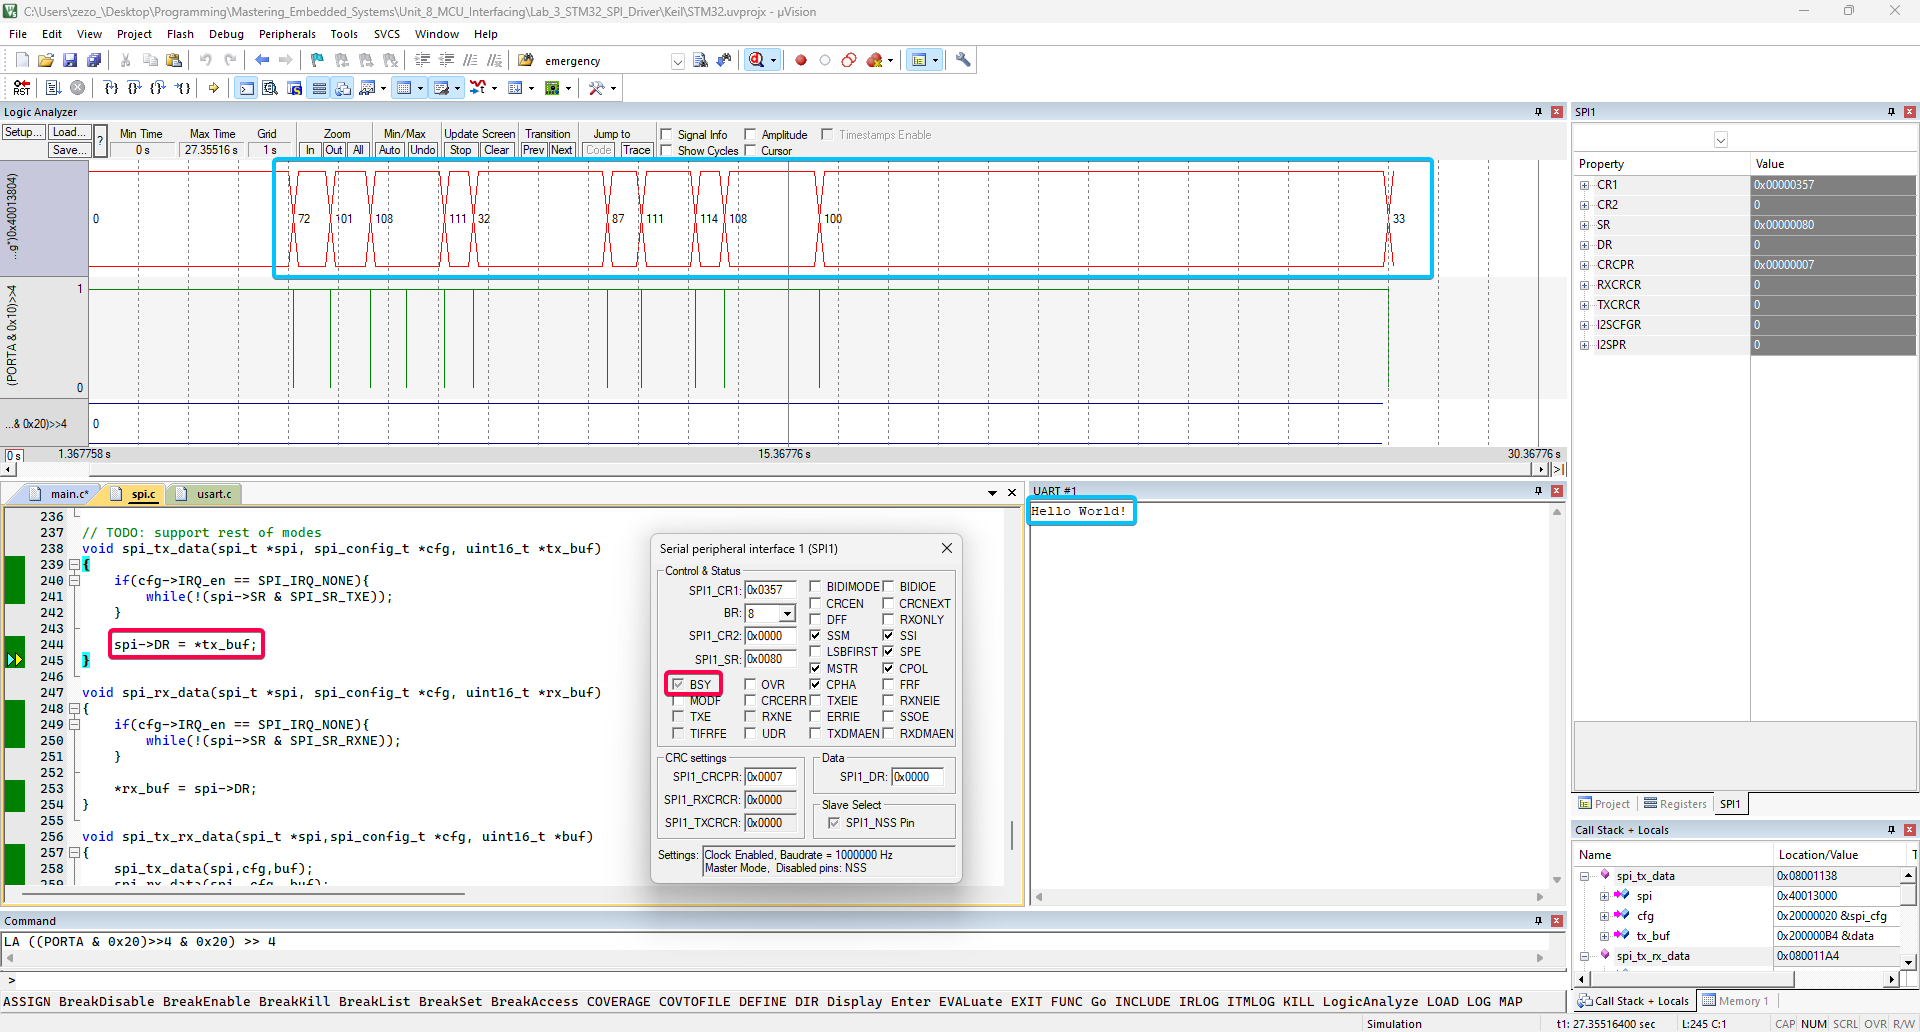 C:\Users\zezo_\Desktop\Programming\Mastering_Embedded_Systems\Unit_8_MCU_Interfacing\Lab_3_STM32_SPI_Driver\Keil\STM32.uvprojx - µVision
File Edit View Project Flash Debug Peripherals Tools SVCS Window Help
emergency
RST
Logic Analyzer
Setup... Load... Save... ?
Min Time 0 s
Max Time 27.35516 s
Grid 1 s
Zoom In Out All
Min/Max Auto Undo
Update Screen Stop Clear
Transition Prev Next
Jump to Code Trace
Signal Info Amplitude Timestamps Enable
Show Cycles Cursor
...g*)0x40013804)
0 72 101 108 111 32 87 111 114 108 100 33
(PORTA & 0x10)>>4
1
0
...& 0x20)>>4 0
0 s 1.367758 s 15.36776 s 30.36776 s
main.c* spi.c usart.c
236
237 // TODO: support rest of modes
238 void spi_tx_data(spi_t *spi, spi_config_t *cfg, uint16_t *tx_buf)
239 {
240 if(cfg->IRQ_en == SPI_IRQ_NONE){
241 while(!(spi->SR & SPI_SR_TXE));
242 }
243
244 spi->DR = *tx_buf;
245 }
246
247 void spi_rx_data(spi_t *spi, spi_config_t *cfg, uint16_t *rx_buf)
248 {
249 if(cfg->IRQ_en == SPI_IRQ_NONE){
250 while(!(spi->SR & SPI_SR_RXNE));
251 }
252
253 *rx_buf = spi->DR;
254 }
255
256 void spi_tx_rx_data(spi_t *spi,spi_config_t *cfg, uint16_t *buf)
257 {
258 spi_tx_data(spi,cfg,buf);
Serial peripheral interface 1 (SPI1)
Control & Status
SPI1_CR1: 0x0357 BIDIMODE BIDIOE
CRCEN CRCNEXT
BR: 8 DFF RXONLY
SPI1_CR2: 0x0000 SSM SSI
LSBFIRST SPE
SPI1_SR: 0x0080 MSTR CPOL
BSY OVR CPHA FRF
MODF CRCERR TXEIE RXNEIE
TXE RXNE ERRIE SSOE
TIFRFE UDR TXDMAEN RXDMAEN
CRC settings
SPI1_CRCPR: 0x0007
SPI1_RXCRCR: 0x0000
SPI1_TXCRCR: 0x0000
Data
SPI1_DR: 0x0000
Slave Select
SPI1_NSS Pin
Settings: Clock Enabled, Baudrate = 1000000 Hz
Master Mode, Disabled pins: NSS
UART #1
Hello World!
SPI1
Property Value
CR1 0x00000357
CR2 0
SR 0x00000080
DR 0
CRCPR 0x00000007
RXCRCR 0
TXCRCR 0
I2SCFGR 0
I2SPR 0
Project Registers SPI1
Call Stack + Locals
Name Location/Value T
spi_tx_data 0x08001138
spi 0x40013000
cfg 0x20000020 &spi_cfg
tx_buf 0x200000B4 &data
spi_tx_rx_data 0x080011A4
Call Stack + Locals Memory 1
Command
LA ((PORTA & 0x20)>>4 & 0x20) >> 4
>
ASSIGN BreakDisable BreakEnable BreakKill BreakList BreakSet BreakAccess COVERAGE COVTOFILE DEFINE DIR Display Enter EVALuate EXIT FUNC Go INCLUDE IRLOG ITMLOG KILL LogicAnalyze LOAD LOG MAP
Simulation t1: 27.35516400 sec L:245 C:1 CAP NUM SCRL OVR R/W